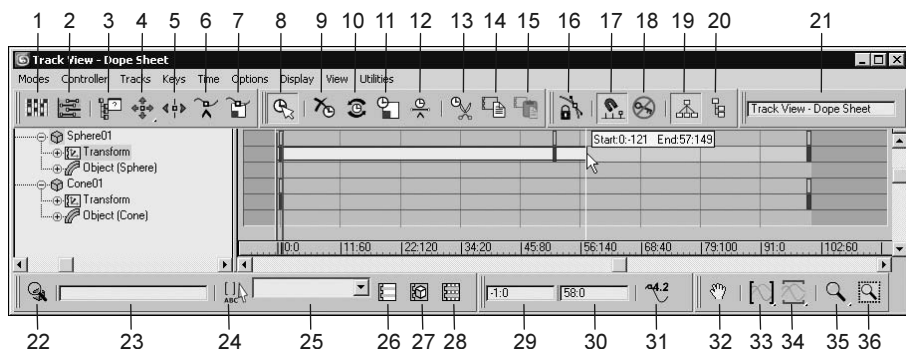 1 2 3 4 5 6 7 8 9 10 11 12 13 14 15 16 17 18 19 20 21
Track View - Dope Sheet
Modes Controller Tracks Keys Time Options Display View Utilities
Track View - Dope Sheet
Sphere01
Start:0:-121 End:57:149
Transform
Object (Sphere)
Cone01
Transform
Object (Cone)
0:0 11:60 22:120 34:20 45:80 56:140 68:40 79:100 91:0 102:60
ABC
-1:0 58:0 4.2
22 23 24 25 26 27 28 29 30 31 32 33 34 35 36